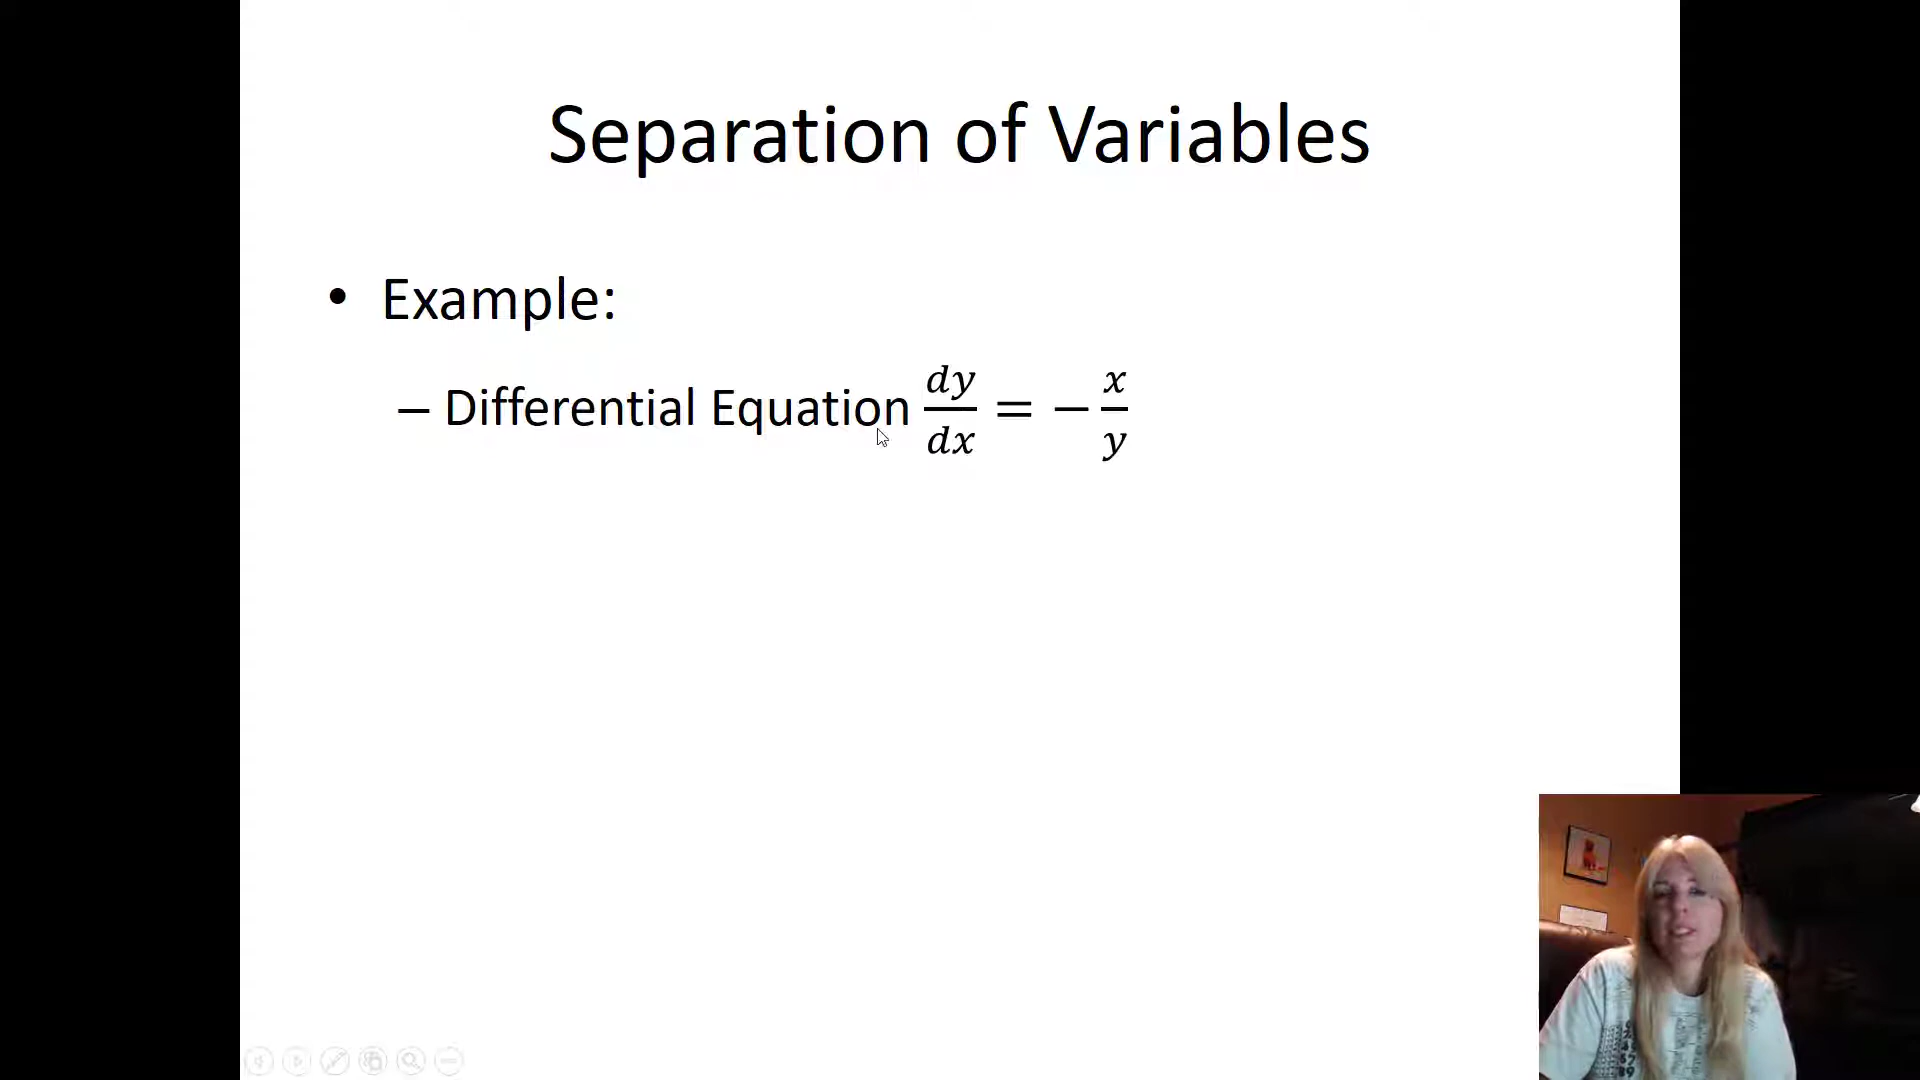 Separation of Variables
• Example:
– Differential Equation dy/dx = − x/y